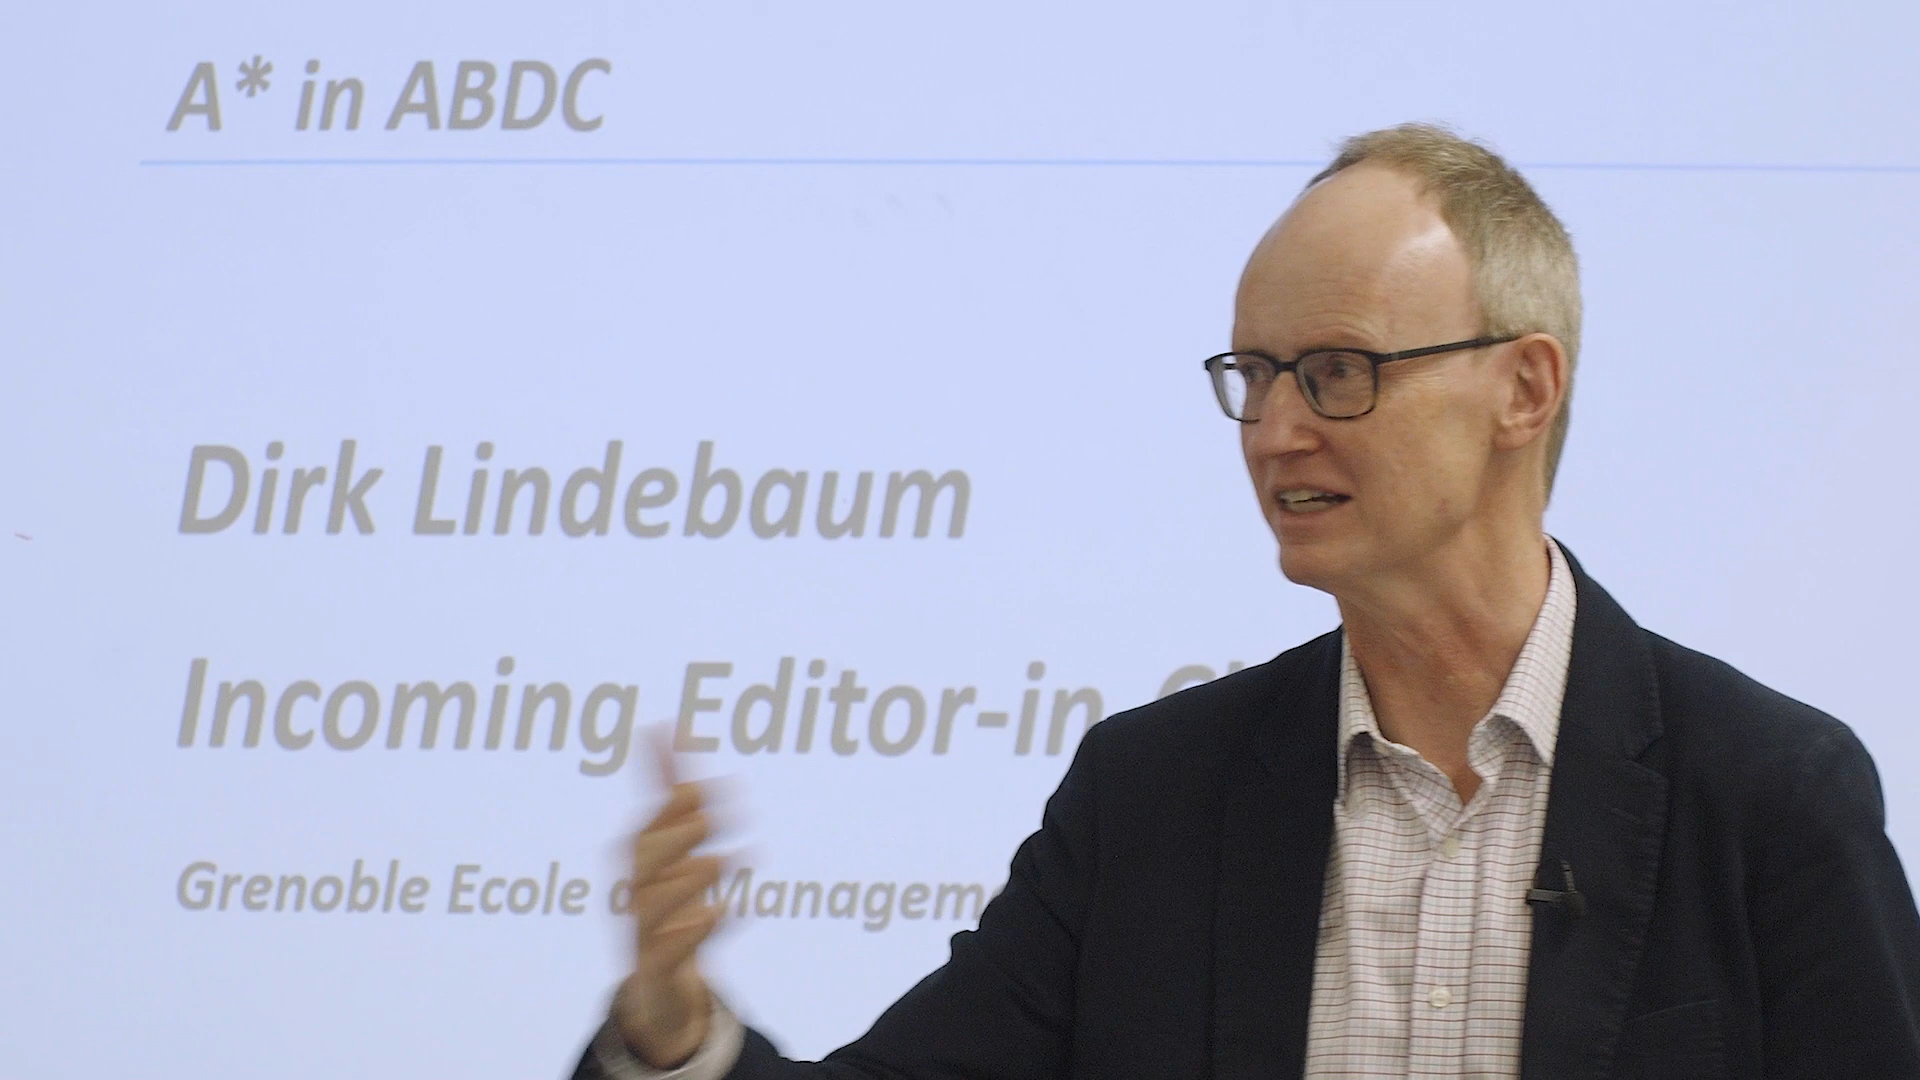 A* in ABDC
Dirk Lindebaum
Incoming Editor-in
Grenoble Ecole